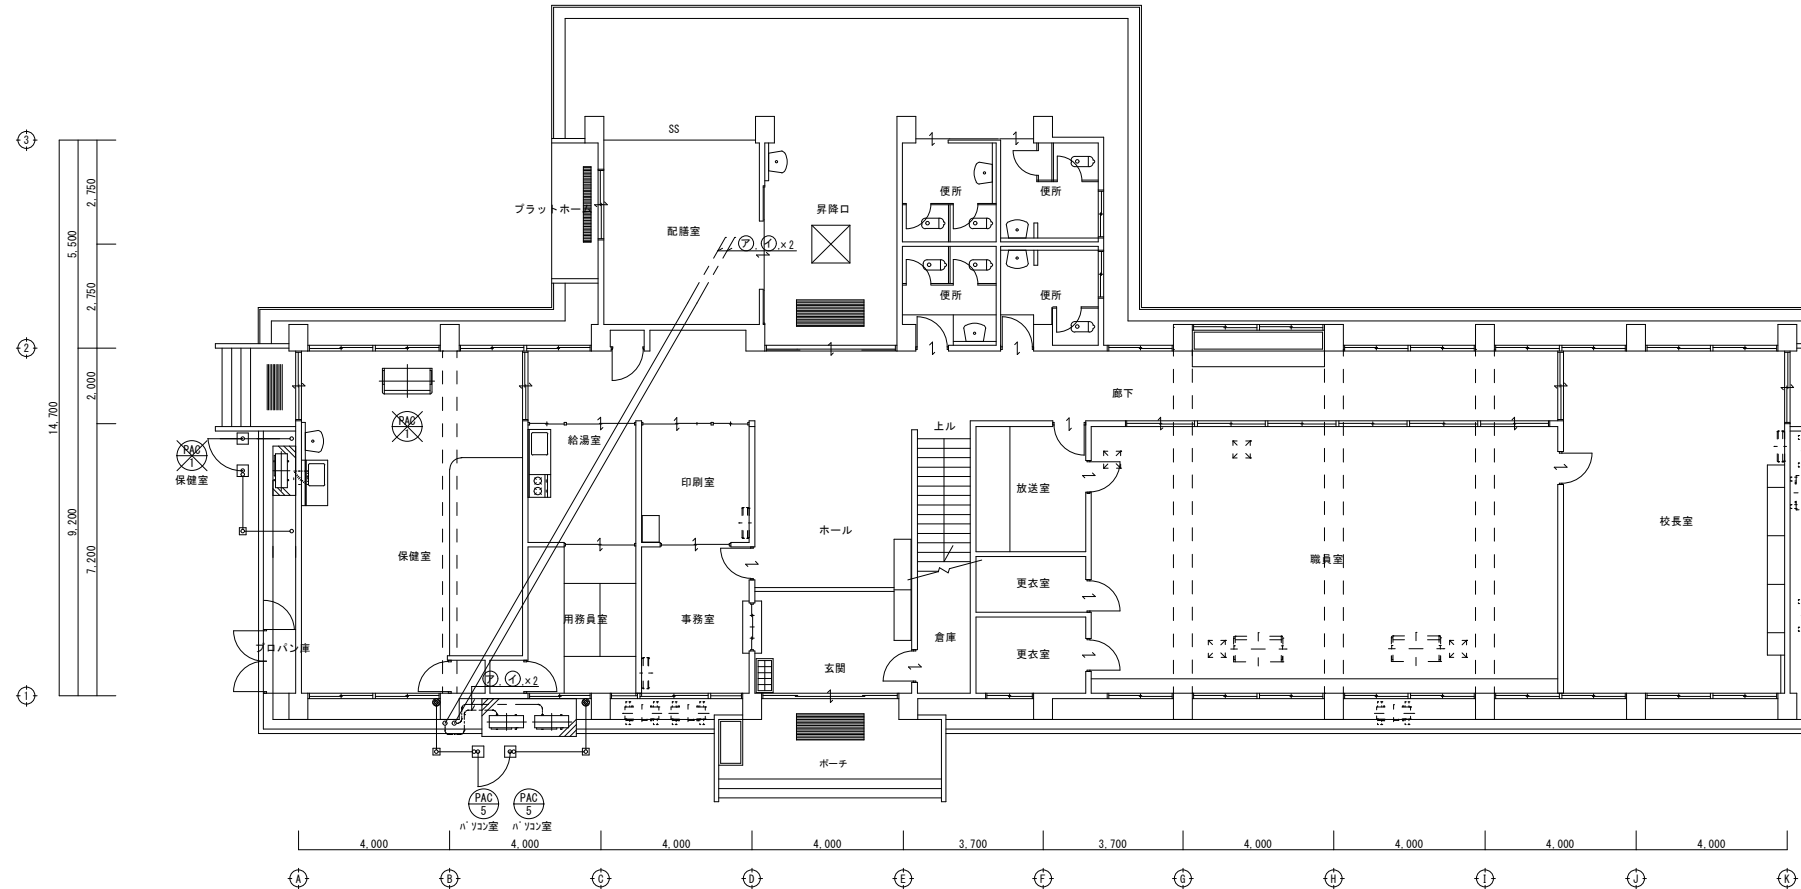 SS
3
2,750
プラットホーム
配膳室
昇降口
便所
便所
5,500
ア、イ、×2
2,750
便所
便所
2
2,000
廊下
14,700
PAC
1
給湯室
上ル
PAC
1
保健室
印刷室
放送室
9,200
ホール
校長室
7,200
保健室
職員室
更衣室
用務員室
事務室
倉庫
プロパン庫
更衣室
玄関
ア、イ、×2
1
ポーチ
PAC
5
PAC
5
パソコン室
パソコン室
4,000
4,000
4,000
4,000
3,700
3,700
4,000
4,000
4,000
4,000
A
B
C
D
E
F
G
H
I
J
K